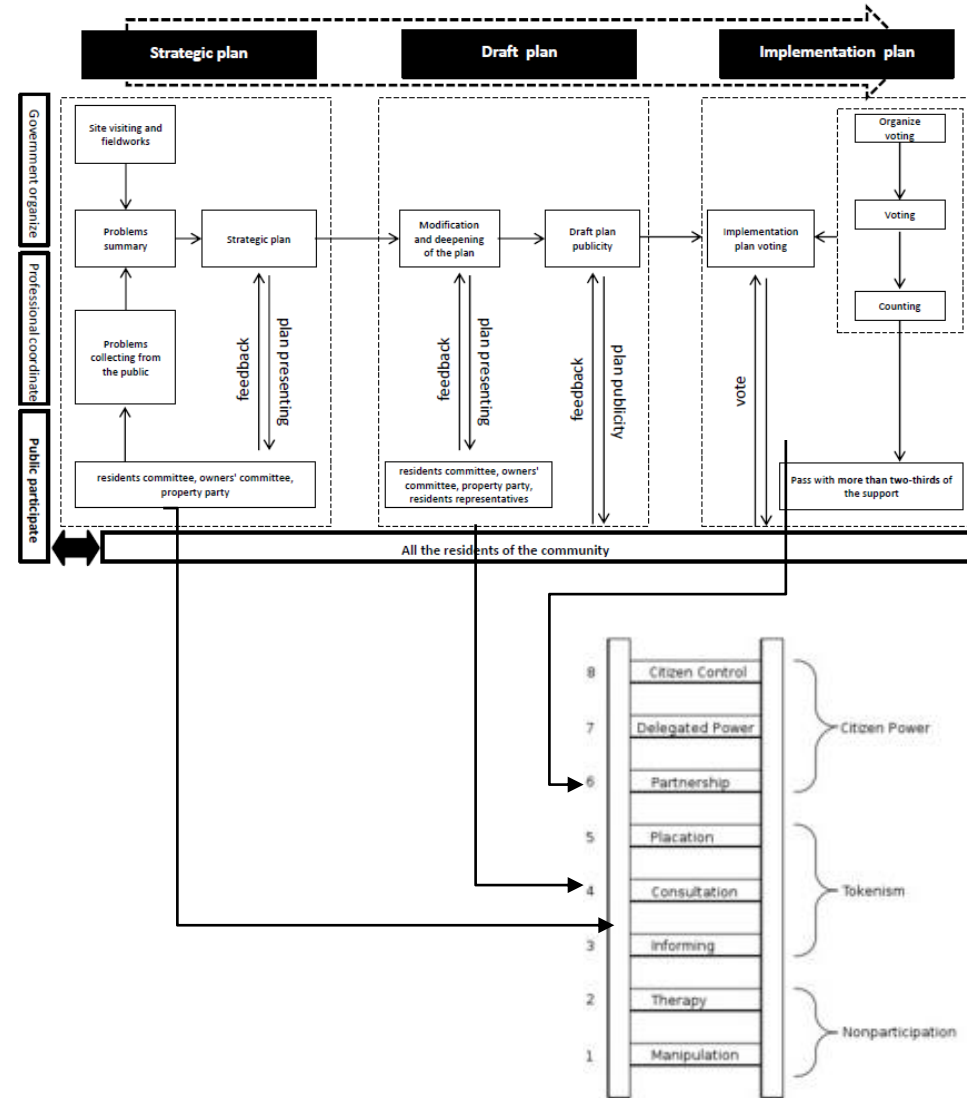 Strategic plan
Draft plan
Implementation plan
Government organize
Professional coordinate
Public participate
Site visiting and
fieldworks
Problems
summary
Strategic plan
Problems
collecting from
the public
feedback
plan presenting
residents committee, owners' committee,
property party
Modification
and deepening
of the plan
Draft plan
publicity
feedback
plan presenting
feedback
plan publicity
residents committee, owners'
committee, property party,
residents representatives
Implementation
plan voting
Organize
voting
Voting
Counting
vote
Pass with more than two-thirds of
the support
All the residents of the community
8 Citizen Control
7 Delegated Power
6 Partnership
Citizen Power
5 Placation
4 Consultation
3 Informing
Tokenism
2 Therapy
1 Manipulation
Nonparticipation